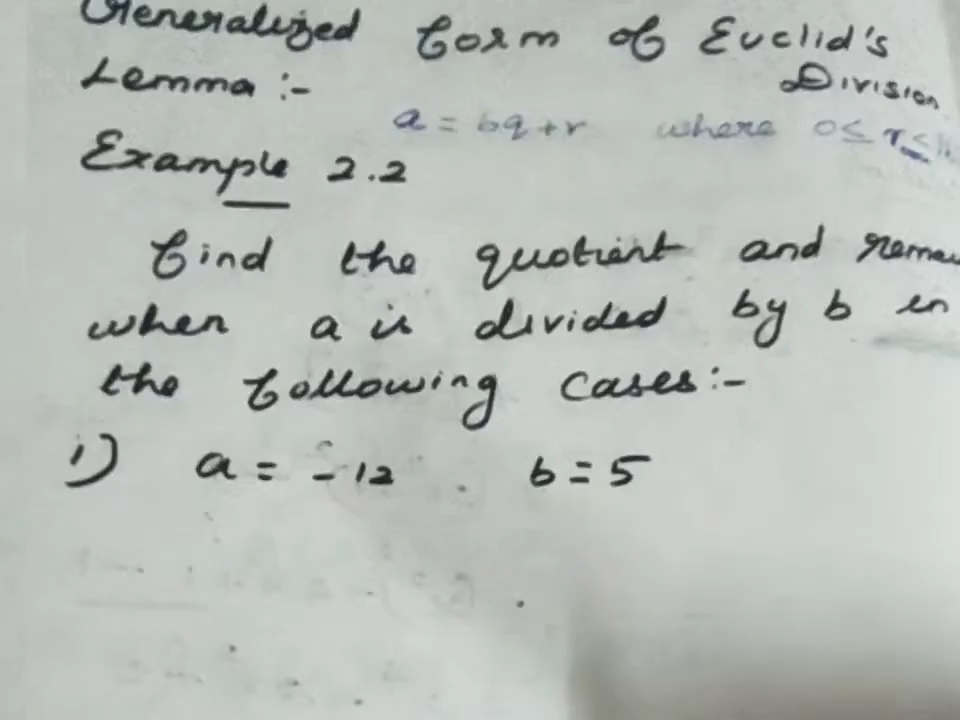 Generalized form of Euclid's
Division
Lemma :-
a = bq + r where 0 ≤ r <
Example 2.2
Find the quotient and remai
when a is divided by b in
the following cases:-
i) a = -12 b = 5